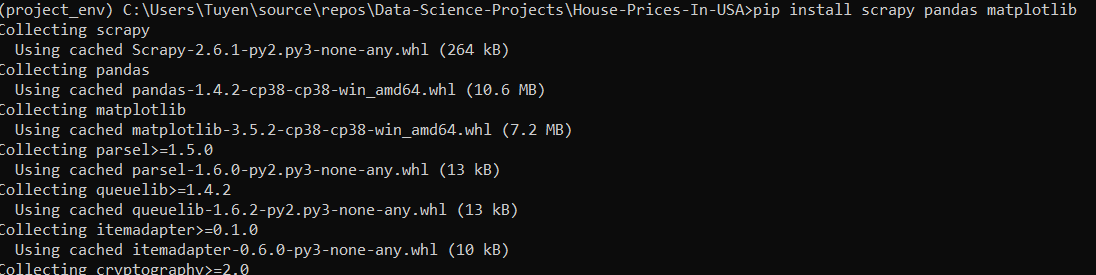 (project_env) C:\Users\Tuyen\source\repos\Data-Science-Projects\House-Prices-In-USA>pip install scrapy pandas matplotlib
Collecting scrapy
  Using cached Scrapy-2.6.1-py2.py3-none-any.whl (264 kB)
Collecting pandas
  Using cached pandas-1.4.2-cp38-cp38-win_amd64.whl (10.6 MB)
Collecting matplotlib
  Using cached matplotlib-3.5.2-cp38-cp38-win_amd64.whl (7.2 MB)
Collecting parsel>=1.5.0
  Using cached parsel-1.6.0-py2.py3-none-any.whl (13 kB)
Collecting queuelib>=1.4.2
  Using cached queuelib-1.6.2-py2.py3-none-any.whl (13 kB)
Collecting itemadapter>=0.1.0
  Using cached itemadapter-0.6.0-py3-none-any.whl (10 kB)
Collecting cryptography>=2.0